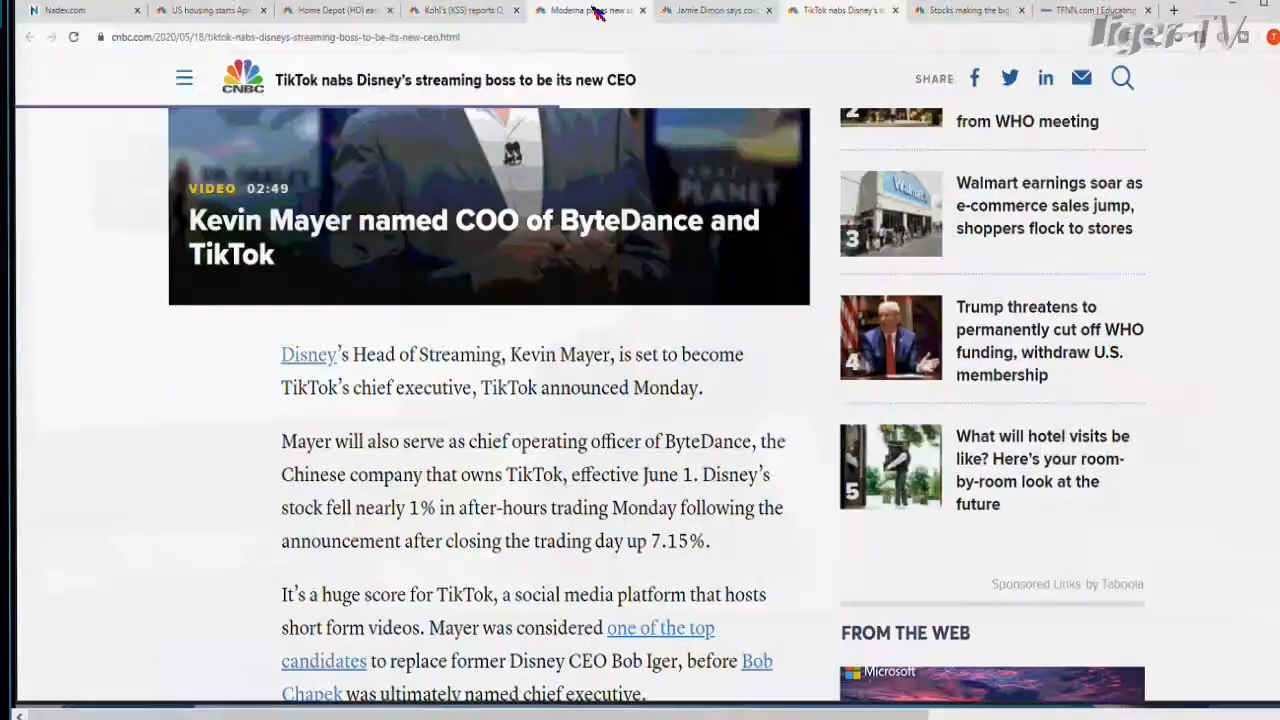 Nadex.com
US housing starts Apri
Home Depot (HD) ear
Kohl's (KSS) reports Q
Moderna
new s
Jamie Dimon says
TikTok nabs Disney's
Stocks making the big
TFNN.com | Educating
Tiger TV
cnbc.com/2020/05/18/tiktok-nabs-disneys-streaming-boss-to-be-its-new-ceo.html
CNBC
TikTok nabs Disney's streaming boss to be its new CEO
SHARE
VIDEO 02:49
Kevin Mayer named COO of ByteDance and
TikTok
Disney's Head of Streaming, Kevin Mayer, is set to become
TikTok's chief executive, TikTok announced Monday.
Mayer will also serve as chief operating officer of ByteDance, the
Chinese company that owns TikTok, effective June 1. Disney's
stock fell nearly 1% in after-hours trading Monday following the
announcement after closing the trading day up 7.15%.
It's a huge score for TikTok, a social media platform that hosts
short form videos. Mayer was considered one of the top
candidates to replace former Disney CEO Bob Iger, before Bob
Chapek was ultimately named chief executive.
2
from WHO meeting
Walmart
3
Walmart earnings soar as
e-commerce sales jump,
shoppers flock to stores
4
Trump threatens to
permanently cut off WHO
funding, withdraw U.S.
membership
5
What will hotel visits be
like? Here's your room-
by-room look at the
future
Sponsored Links by Taboola
FROM THE WEB
Microsoft